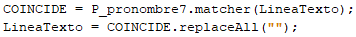 COINCIDE = P_pronombre7.matcher(LineaTexto);
LineaTexto = COINCIDE.replaceAll("");